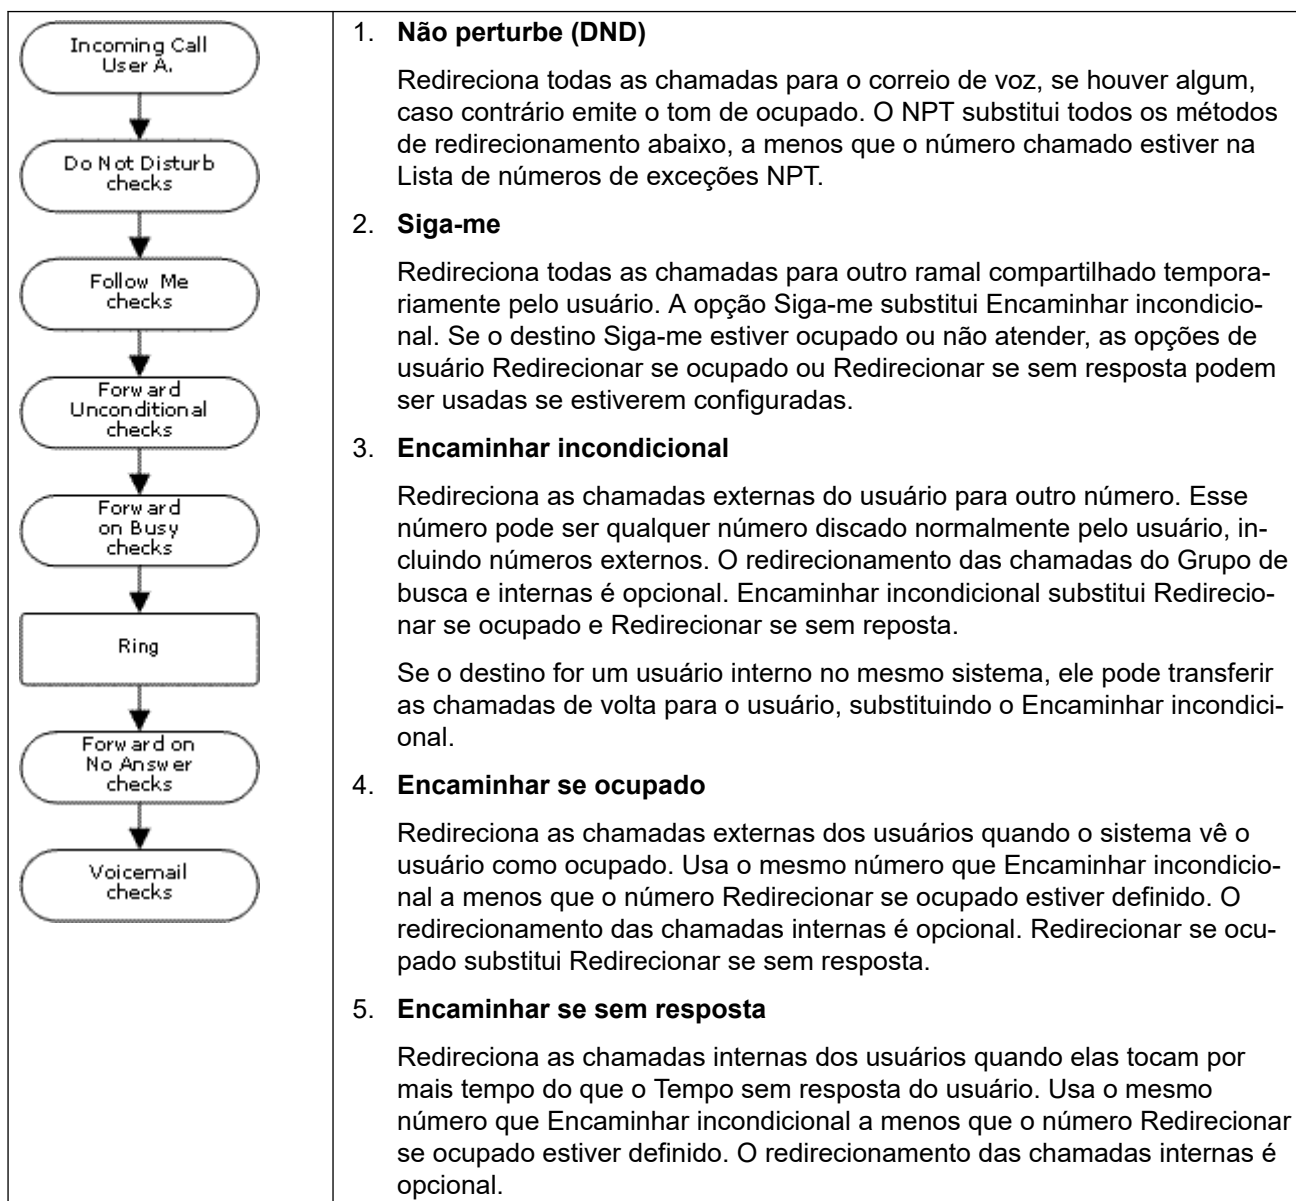 Incoming Call
User A.
Do Not Disturb
checks
Follow Me
checks
Forward
Unconditional
checks
Forward
on Busy
checks
Ring
Forward on
No Answer
checks
Voicemail
checks
1. Não perturbe (DND)
Redireciona todas as chamadas para o correio de voz, se houver algum,
caso contrário emite o tom de ocupado. O NPT substitui todos os métodos
de redirecionamento abaixo, a menos que o número chamado estiver na
Lista de números de exceções NPT.
2. Siga-me
Redireciona todas as chamadas para outro ramal compartilhado tempora-
riamente pelo usuário. A opção Siga-me substitui Encaminhar incondicio-
nal. Se o destino Siga-me estiver ocupado ou não atender, as opções de
usuário Redirecionar se ocupado ou Redirecionar se sem resposta podem
ser usadas se estiverem configuradas.
3. Encaminhar incondicional
Redireciona as chamadas externas do usuário para outro número. Esse
número pode ser qualquer número discado normalmente pelo usuário, in-
cluindo números externos. O redirecionamento das chamadas do Grupo de
busca e internas é opcional. Encaminhar incondicional substitui Redirecio-
nar se ocupado e Redirecionar se sem reposta.
Se o destino for um usuário interno no mesmo sistema, ele pode transferir
as chamadas de volta para o usuário, substituindo o Encaminhar incondici-
onal.
4. Encaminhar se ocupado
Redireciona as chamadas externas dos usuários quando o sistema vê o
usuário como ocupado. Usa o mesmo número que Encaminhar incondicio-
nal a menos que o número Redirecionar se ocupado estiver definido. O
redirecionamento das chamadas internas é opcional. Redirecionar se ocu-
pado substitui Redirecionar se sem resposta.
5. Encaminhar se sem resposta
Redireciona as chamadas internas dos usuários quando elas tocam por
mais tempo do que o Tempo sem resposta do usuário. Usa o mesmo
número que Encaminhar incondicional a menos que o número Redirecionar
se ocupado estiver definido. O redirecionamento das chamadas internas é
opcional.